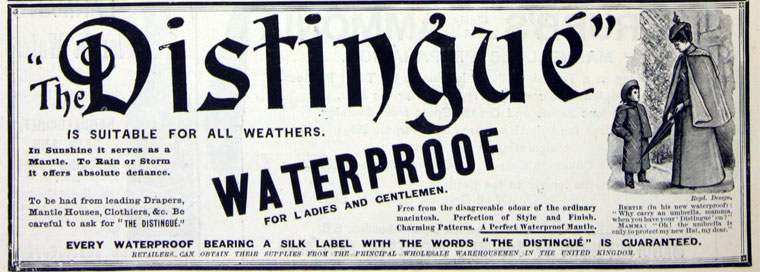 "The Distingué"
IS SUITABLE FOR ALL WEATHERS.
In Sunshine it serves as a
Mantle. To Rain or Storm
it offers absolute defiance.
WATERPROOF
FOR LADIES AND GENTLEMEN.
To be had from leading Drapers,
Mantle Houses, Clothiers, &c. Be
careful to ask for "THE DISTINGUÉ."
Free from the disagreeable odour of the ordinary
macintosh. Perfection of Style and Finish.
Charming Patterns. A Perfect Waterproof Mantle.
Regd. Design.
BERTIE (in his new waterproof):
"Why carry an umbrella, mamma,
when you have your 'Distingué' on?"
MAMMA: "Oh! the umbrella is
only to protect my new Hat, my dear."
EVERY WATERPROOF BEARING A SILK LABEL WITH THE WORDS "THE DISTINGUÉ" IS GUARANTEED.
RETAILERS CAN OBTAIN THEIR SUPPLIES FROM THE PRINCIPAL WHOLESALE WAREHOUSEMEN IN THE UNITED KINGDOM.